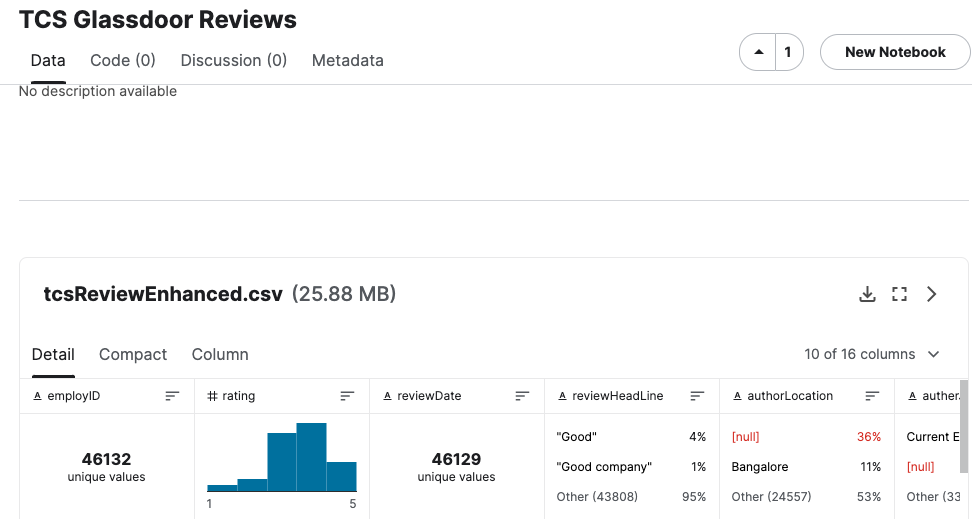 TCS Glassdoor Reviews
Data Code (0) Discussion (0) Metadata
1 New Notebook
No description available
tcsReviewEnhanced.csv (25.88 MB)
Detail Compact Column
10 of 16 columns
A employID # rating A reviewDate A reviewHeadLine A authorLocation A auther
46132
unique values
1 5
46129
unique values
"Good" 4%
"Good company" 1%
Other (43808) 95%
[null] 36%
Bangalore 11%
Other (24557) 53%
Current E
[null]
Other (33